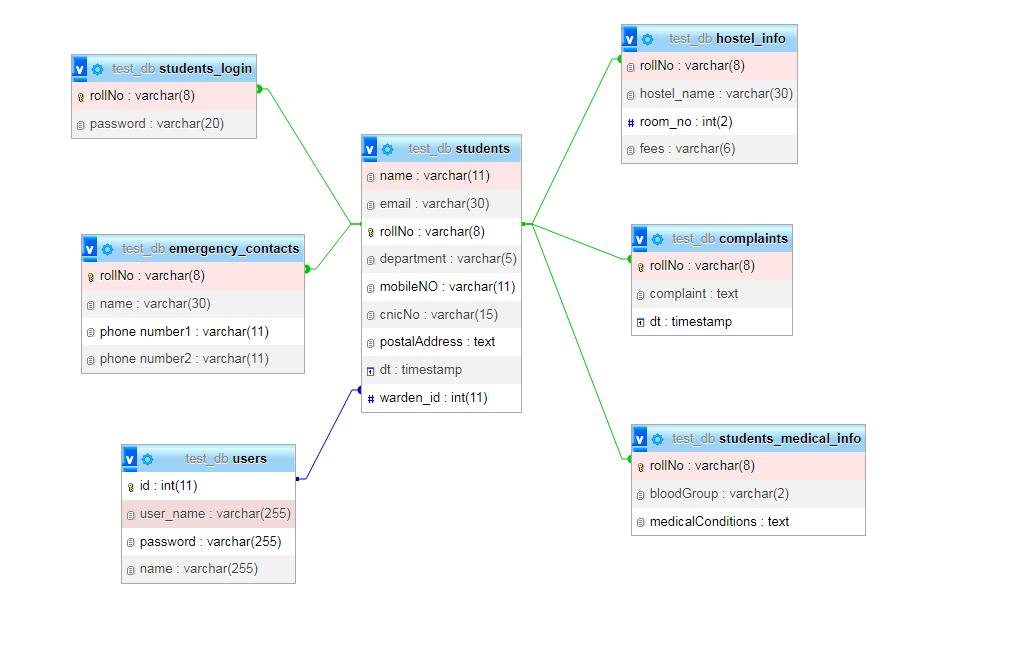 test_db students_login
rollNo : varchar(8)
password : varchar(20)
test_db emergency_contacts
rollNo : varchar(8)
name : varchar(30)
phone number1 : varchar(11)
phone number2 : varchar(11)
test_db users
id : int(11)
user_name : varchar(255)
password : varchar(255)
name : varchar(255)
test_db students
name : varchar(11)
email : varchar(30)
rollNo : varchar(8)
department : varchar(5)
mobileNO : varchar(11)
cnicNo : varchar(15)
postalAddress : text
dt : timestamp
# warden_id : int(11)
test_db hostel_info
rollNo : varchar(8)
hostel_name : varchar(30)
# room_no : int(2)
fees : varchar(6)
test_db complaints
rollNo : varchar(8)
complaint : text
dt : timestamp
test_db students_medical_info
rollNo : varchar(8)
bloodGroup : varchar(2)
medicalConditions : text